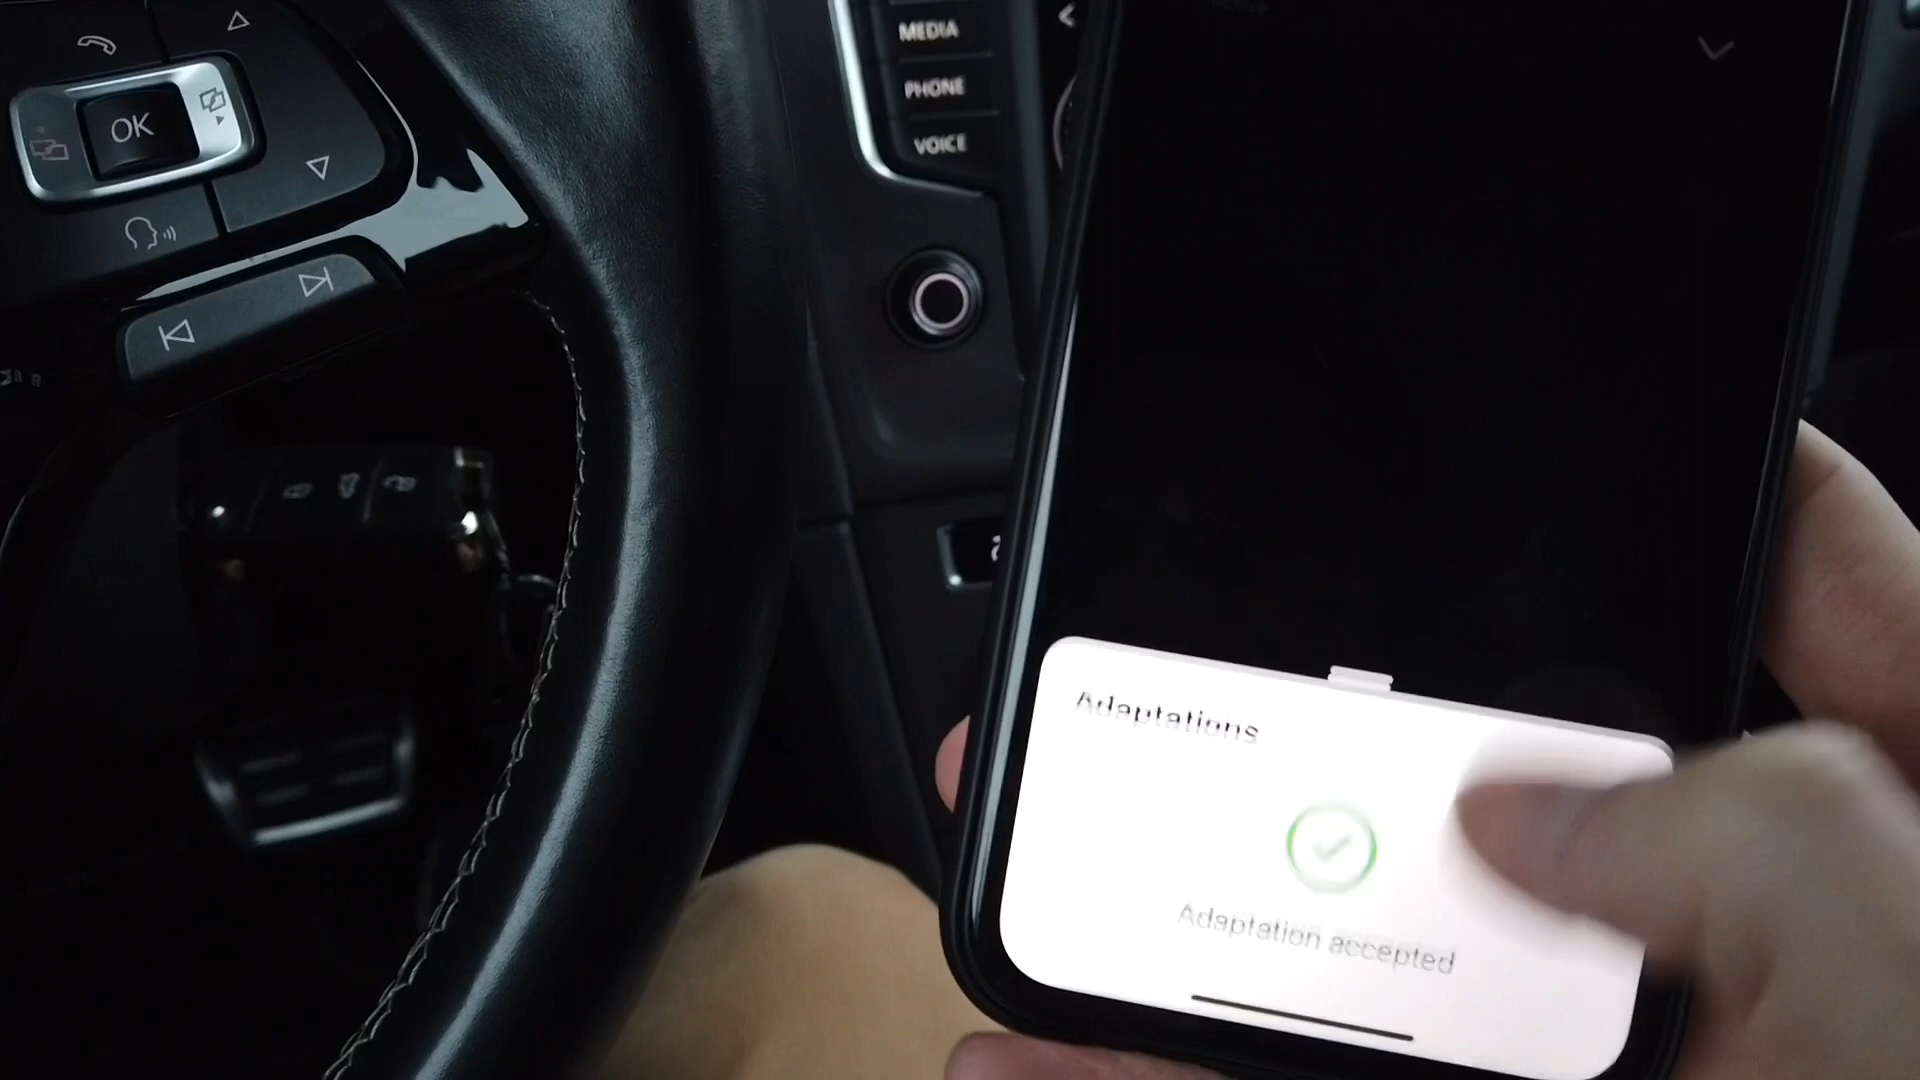 OK
MEDIA
PHONE
VOICE
Adaptations
Adaptation accepted